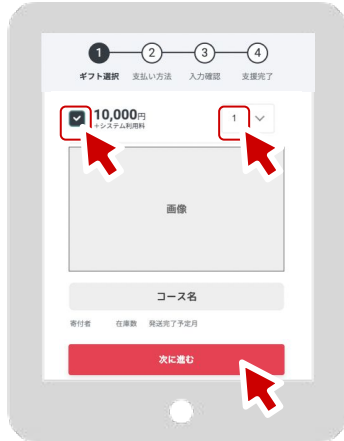 1 2 3 4
ギフト選択 支払い方法 入力確認 支援完了
10,000円 1
+システム利用料
画像
コース名
寄付者 在庫数 発送完了予定月
次に進む